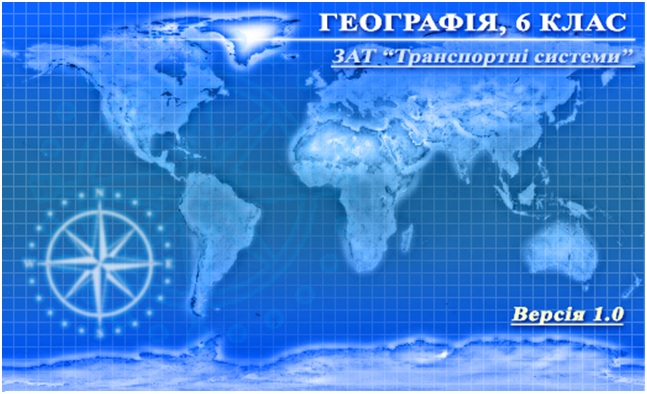 ГЕОГРАФІЯ, 6 КЛАС
ЗАТ “Транспортні системи”
N
Версія 1.0